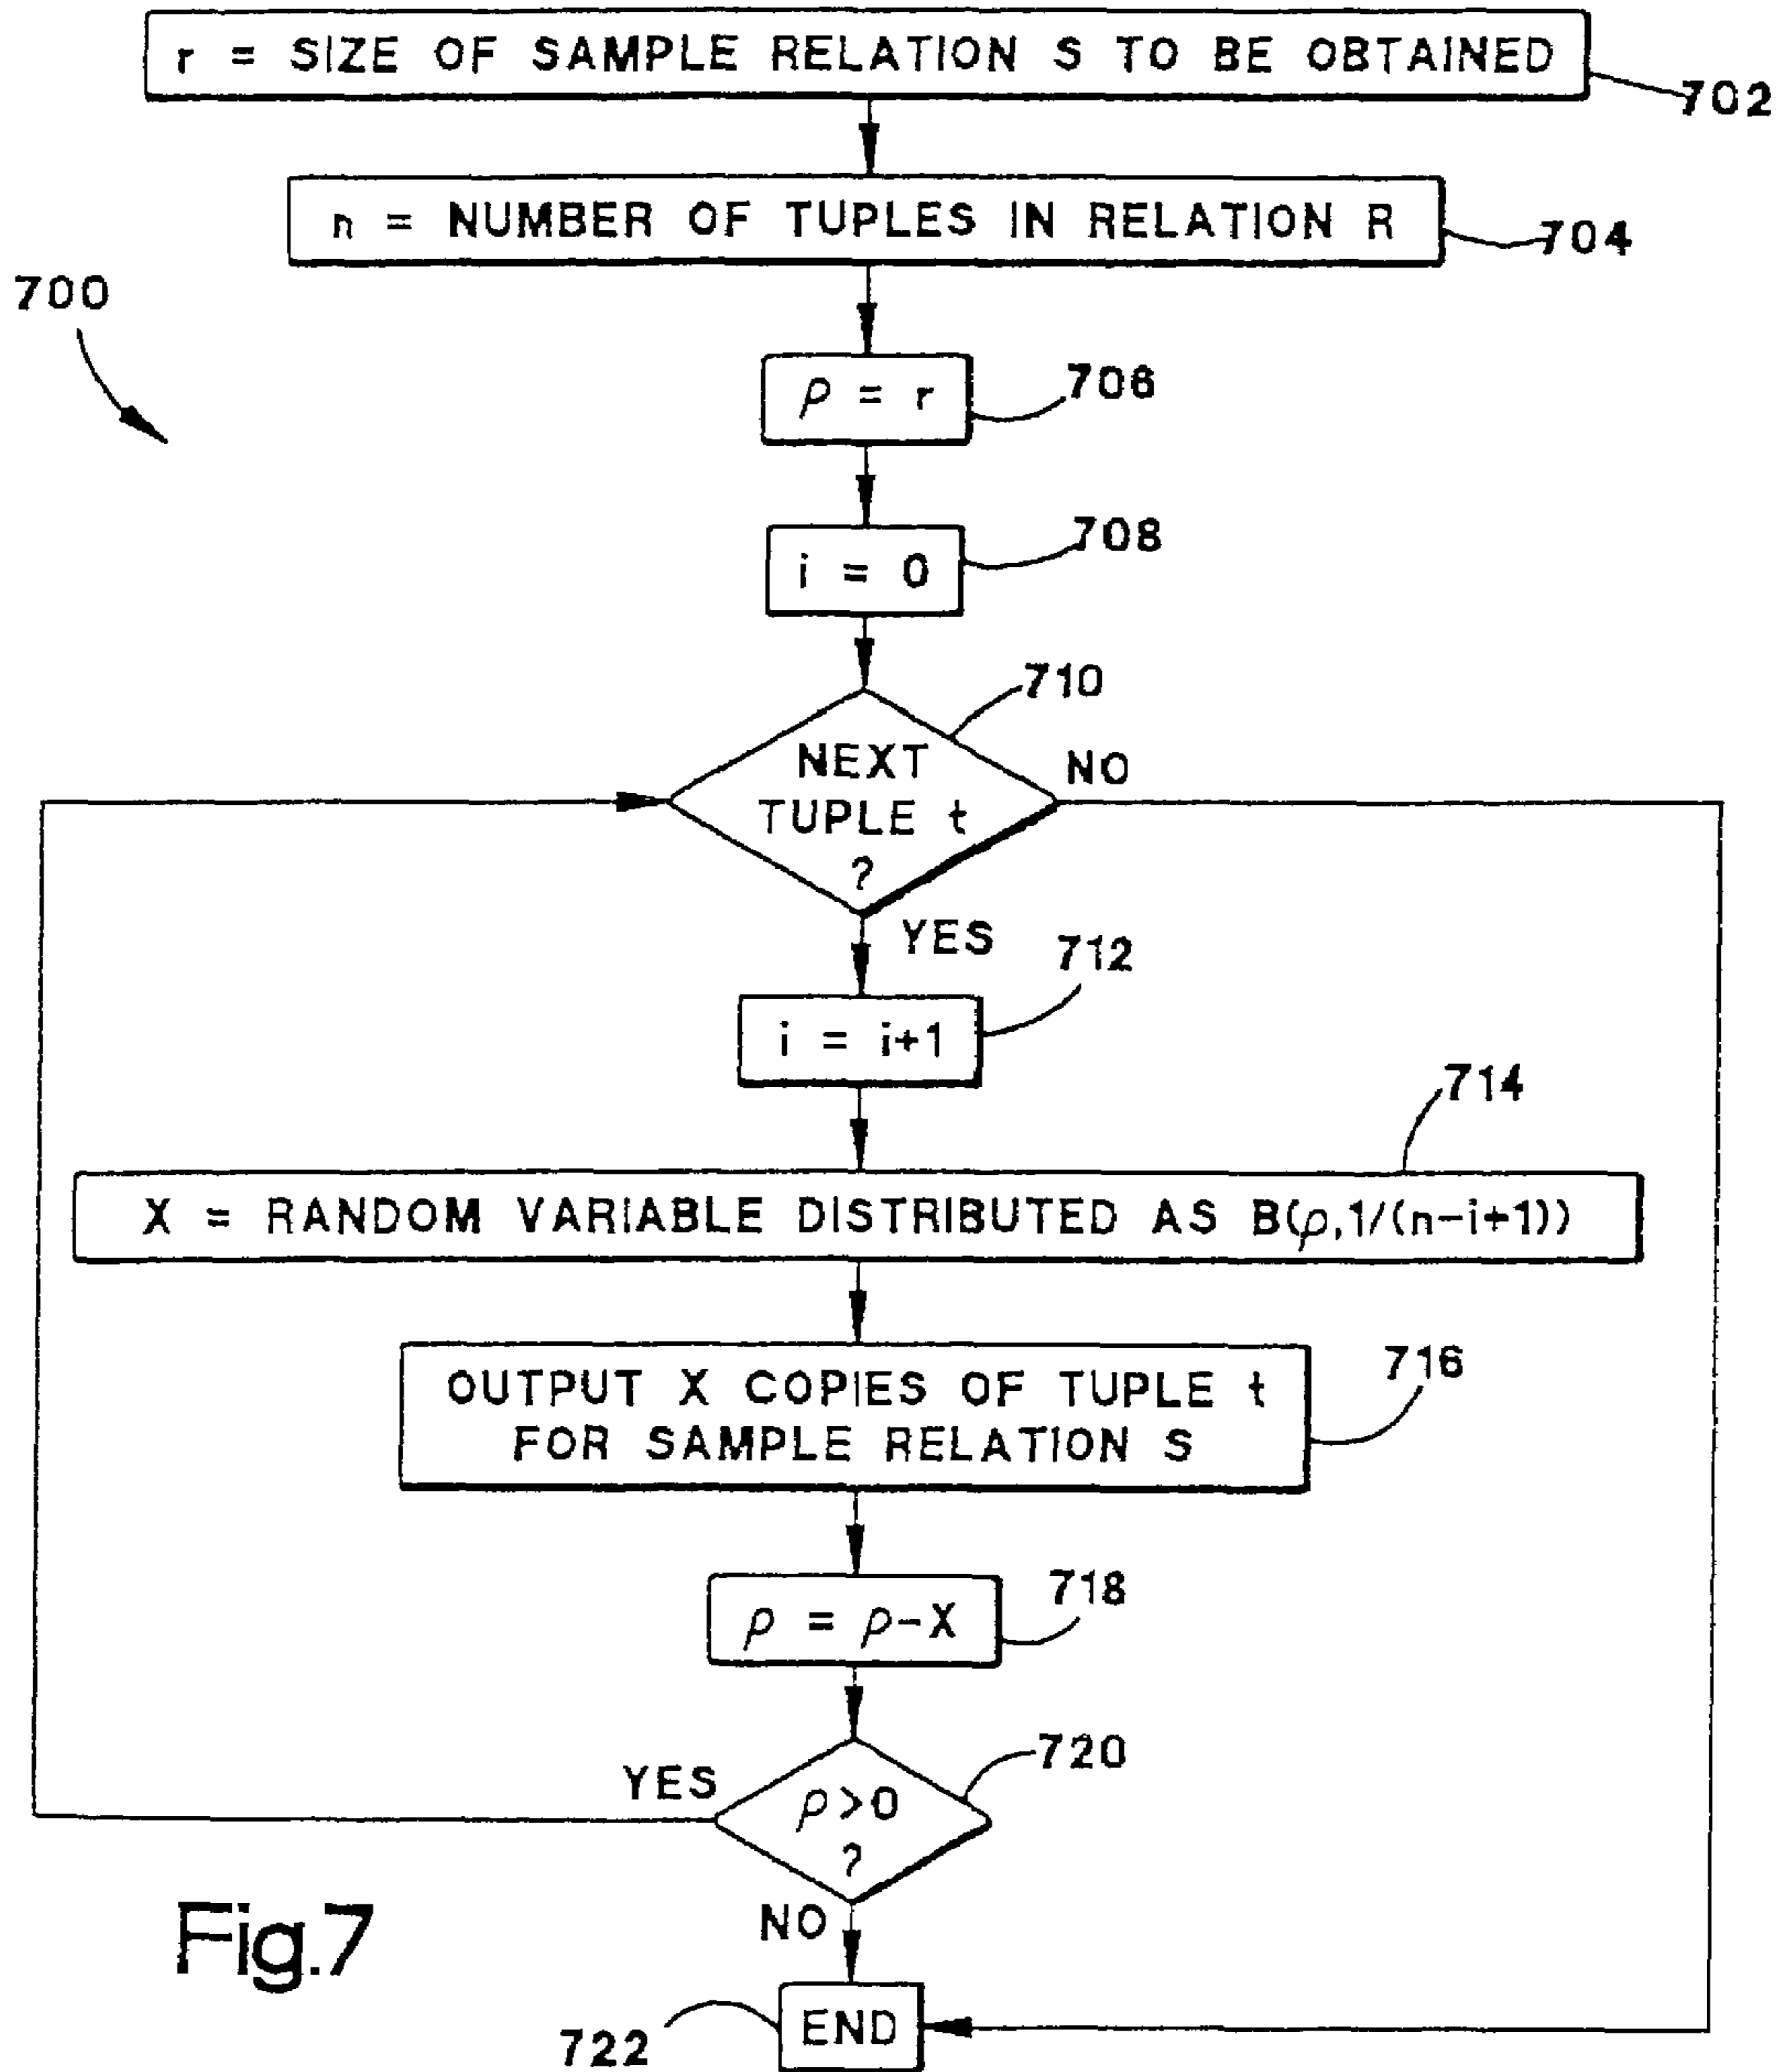 r = SIZE OF SAMPLE RELATION S TO BE OBTAINED
702
n = NUMBER OF TUPLES IN RELATION R
704
700
ρ = r
706
i = 0
708
710
NEXT
TUPLE t
?
NO
YES
712
i = i+1
714
X = RANDOM VARIABLE DISTRIBUTED AS B(ρ,1/(n-i+1))
OUTPUT X COPIES OF TUPLE t
FOR SAMPLE RELATION S
716
ρ = ρ-X
718
720
YES
ρ>0
?
NO
Fig.7
END
722